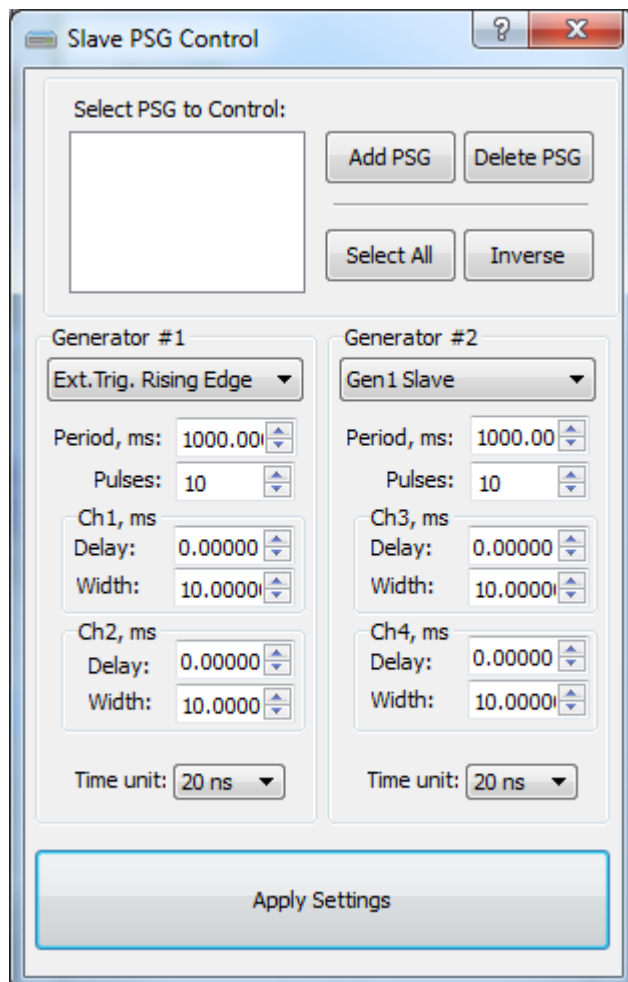 Slave PSG Control
?
Select PSG to Control:
Add PSG
Delete PSG
Select All
Inverse
Generator #1
Ext.Trig. Rising Edge
Period, ms: 1000.00
Pulses: 10
Ch1, ms
Delay: 0.00000
Width: 10.0000
Ch2, ms
Delay: 0.00000
Width: 10.0000
Time unit: 20 ns
Generator #2
Gen1 Slave
Period, ms: 1000.00
Pulses: 10
Ch3, ms
Delay: 0.00000
Width: 10.0000
Ch4, ms
Delay: 0.00000
Width: 10.0000
Time unit: 20 ns
Apply Settings